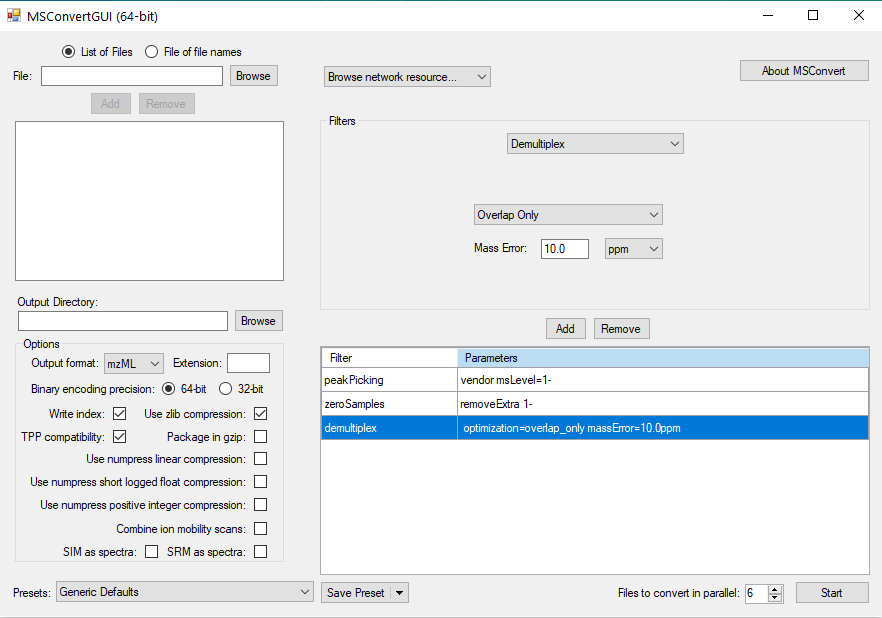 MSConvertGUI (64-bit)
List of Files File of file names
File: Browse Browse network resource... About MSConvert
Add Remove
Filters
Demultiplex
Overlap Only
Mass Error: 10.0 ppm
Output Directory:
Browse Add Remove
Options
Output format: mzML Extension:
Binary encoding precision: 64-bit 32-bit
Write index: Use zlib compression:
TPP compatibility: Package in gzip:
Use numpress linear compression:
Use numpress short logged float compression:
Use numpress positive integer compression:
Combine ion mobility scans:
SIM as spectra: SRM as spectra:
Filter Parameters
peakPicking vendor msLevel=1-
zeroSamples removeExtra 1-
demultiplex optimization=overlap_only massError=10.0ppm
Presets: Generic Defaults Save Preset Files to convert in parallel: 6 Start